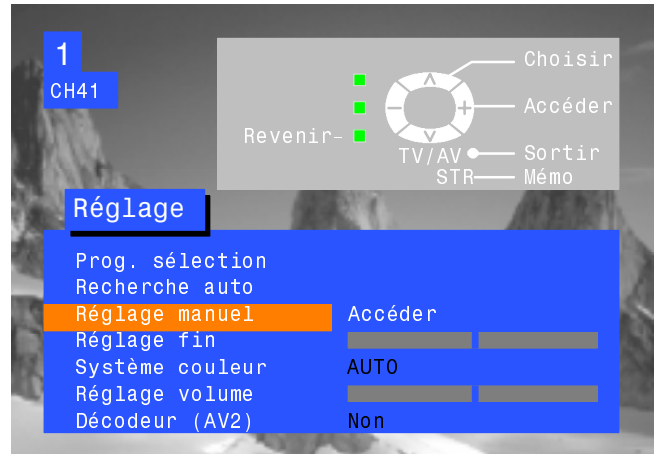 1
CH41
Choisir
Accéder
Revenir-
TV/AV
Sortir
STR
Mémo
Réglage
Prog. sélection
Recherche auto
Réglage manuel Accéder
Réglage fin
Système couleur AUTO
Réglage volume
Décodeur (AV2) Non